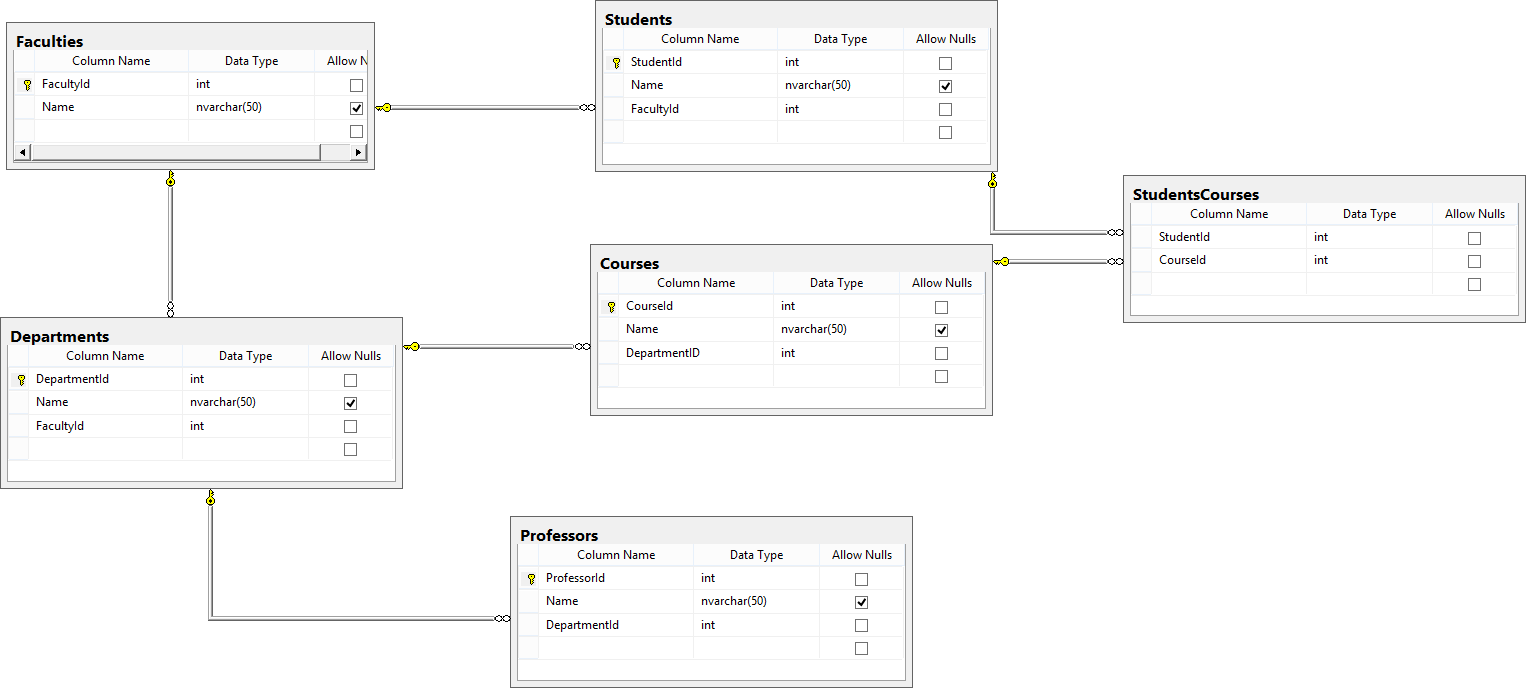 Faculties
Column Name Data Type Allow N
FacultyId int
Name nvarchar(50)
Students
Column Name Data Type Allow Nulls
StudentId int
Name nvarchar(50)
FacultyId int
StudentsCourses
Column Name Data Type Allow Nulls
StudentId int
CourseId int
Courses
Column Name Data Type Allow Nulls
CourseId int
Name nvarchar(50)
DepartmentID int
Departments
Column Name Data Type Allow Nulls
DepartmentId int
Name nvarchar(50)
FacultyId int
Professors
Column Name Data Type Allow Nulls
ProfessorId int
Name nvarchar(50)
DepartmentId int